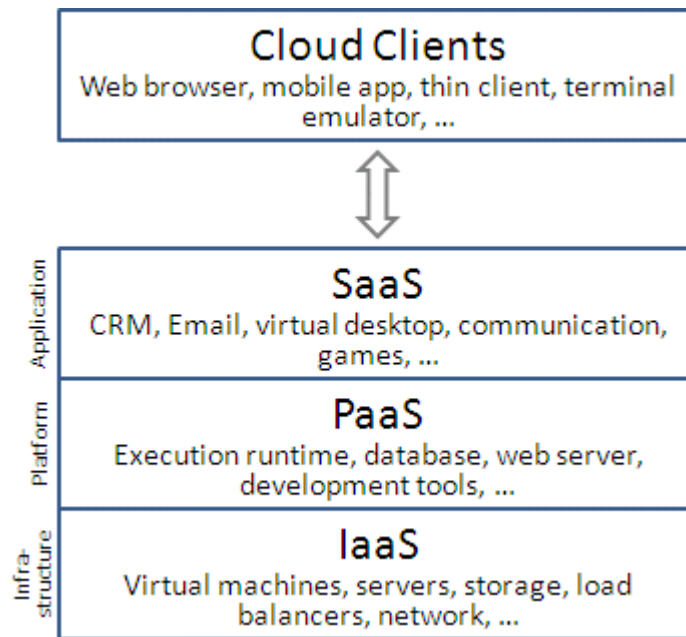 Cloud Clients
Web browser, mobile app, thin client, terminal
emulator, ...
Application
SaaS
CRM, Email, virtual desktop, communication,
games, ...
Platform
PaaS
Execution runtime, database, web server,
development tools, ...
Infra-
structure
IaaS
Virtual machines, servers, storage, load
balancers, network, ...